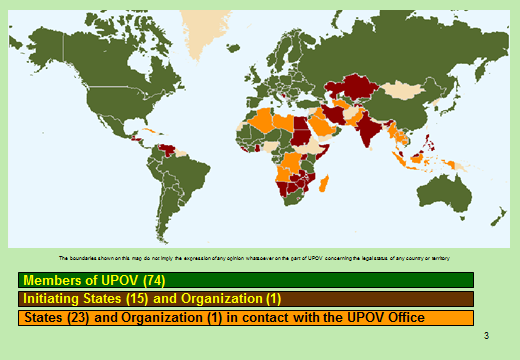 The boundaries shown on this map do not imply the expression of any opinion whatsoever on the part of UPOV concerning the legal status of any country or territory
Members of UPOV (74)
Initiating States (15) and Organization (1)
States (23) and Organization (1) in contact with the UPOV Office
3